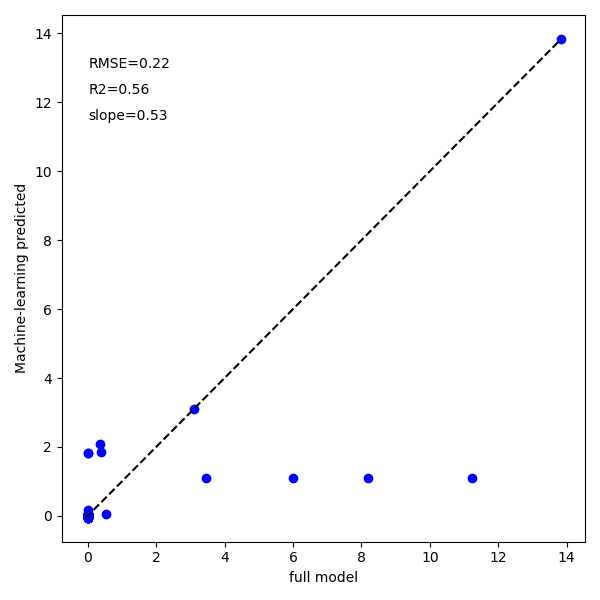 14
12
10
8
6
4
2
0
RMSE=0.22
R2=0.56
slope=0.53
Machine-learning predicted
0 2 4 6 8 10 12 14
full model